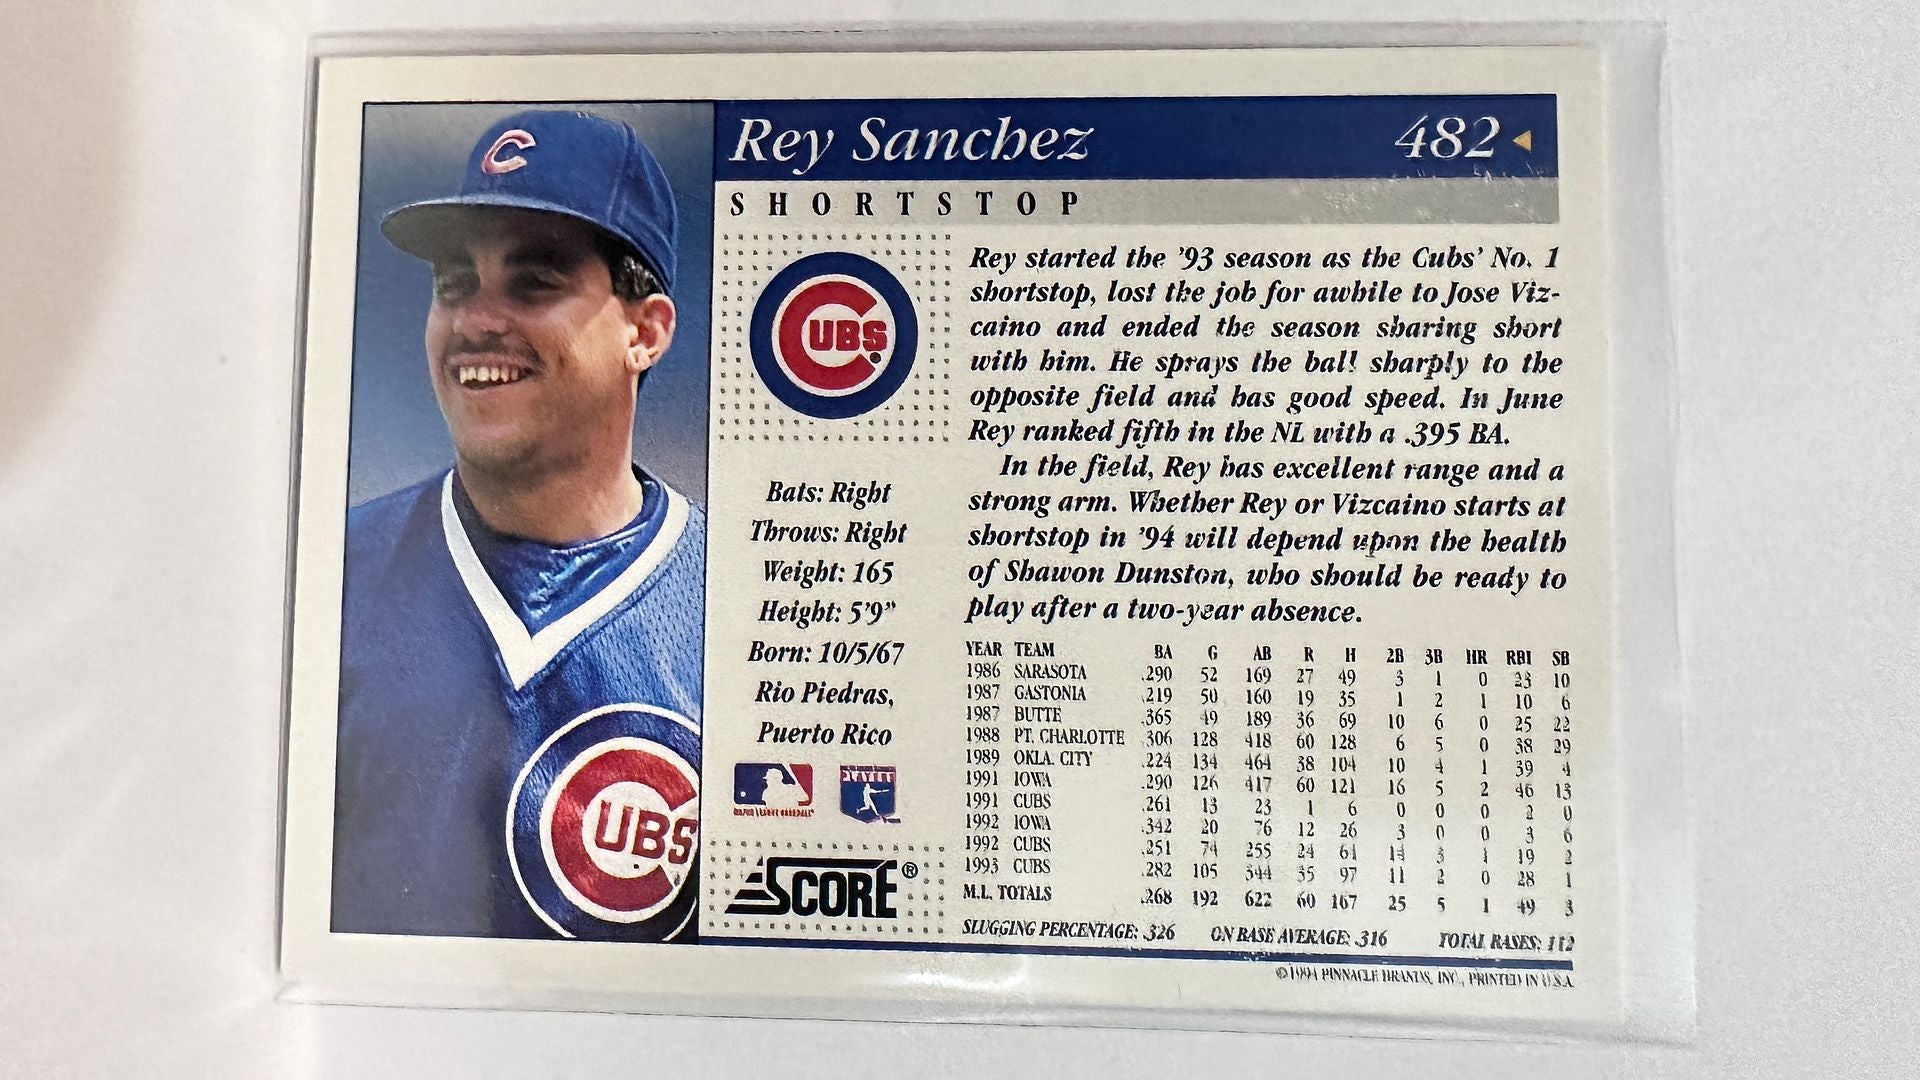 C
Rey Sanchez 482
SHORTSTOP
CUBS
Rey started the '93 season as the Cubs' No. 1
shortstop, lost the job for awhile to Jose Viz-
caino and ended the season sharing short
with him. He sprays the ball sharply to the
opposite field and has good speed. In June
Rey ranked fifth in the NL with a .395 BA.
In the field, Rey has excellent range and a
strong arm. Whether Rey or Vizcaino starts at
shortstop in '94 will depend upon the health
of Shawon Dunston, who should be ready to
play after a two-year absence.
Bats: Right
Throws: Right
Weight: 165
Height: 5'9"
Born: 10/5/67
Rio Piedras,
Puerto Rico
CUBS
SCORE®
YEAR TEAM BA G AB R H 2B 3B HR RBI SB
1986 SARASOTA .290 52 169 27 49 3 1 0 23 10
1987 GASTONIA .219 50 160 19 35 1 2 1 10 6
1987 BUTTE .365 49 189 36 69 10 6 0 25 22
1988 PT. CHARLOTTE .306 128 418 60 128 6 5 0 38 29
1989 OKLA. CITY .224 134 464 38 104 10 4 1 39 4
1991 IOWA .290 126 417 60 121 16 5 2 46 13
1991 CUBS .261 13 23 1 6 0 0 0 2 0
1992 IOWA .342 20 76 12 26 3 0 0 3 6
1992 CUBS .251 74 255 24 64 14 3 1 19 2
1993 CUBS .282 105 344 35 97 11 2 0 28 1
M.L. TOTALS .268 192 622 60 167 25 5 1 49 3
SLUGGING PERCENTAGE: .326 ON BASE AVERAGE: .316 TOTAL BASES:
©1994 PINNACLE BRANDS, INC., PRINTED IN U.S.A.